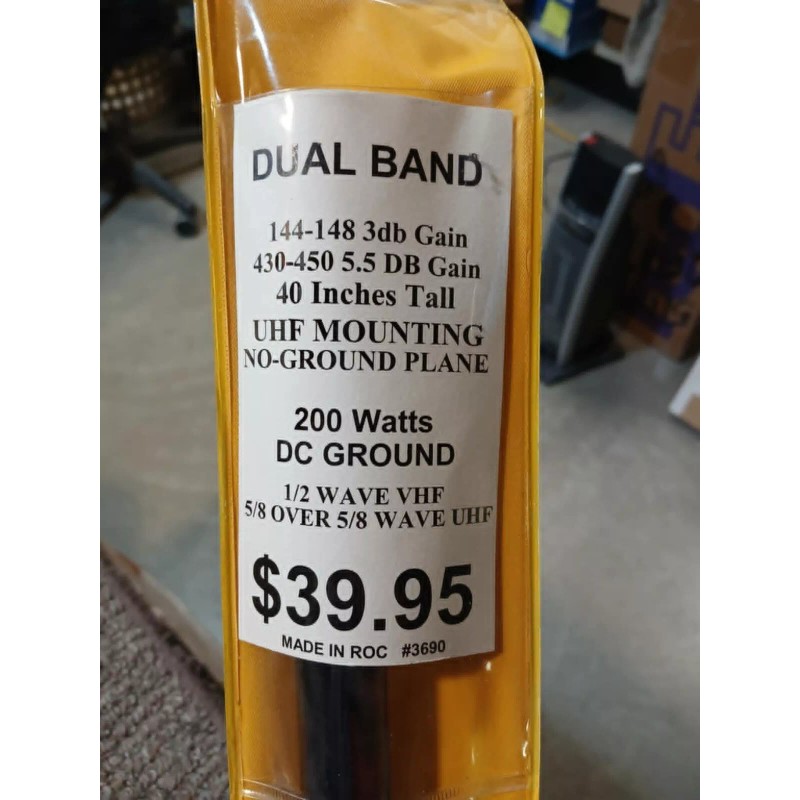 DUAL BAND
144-148 3db Gain
430-450 5.5 DB Gain
40 Inches Tall
UHF MOUNTING
NO-GROUND PLANE
200 Watts
DC GROUND
1/2 WAVE VHF
5/8 OVER 5/8 WAVE UHF
$39.95
MADE IN ROC #3690